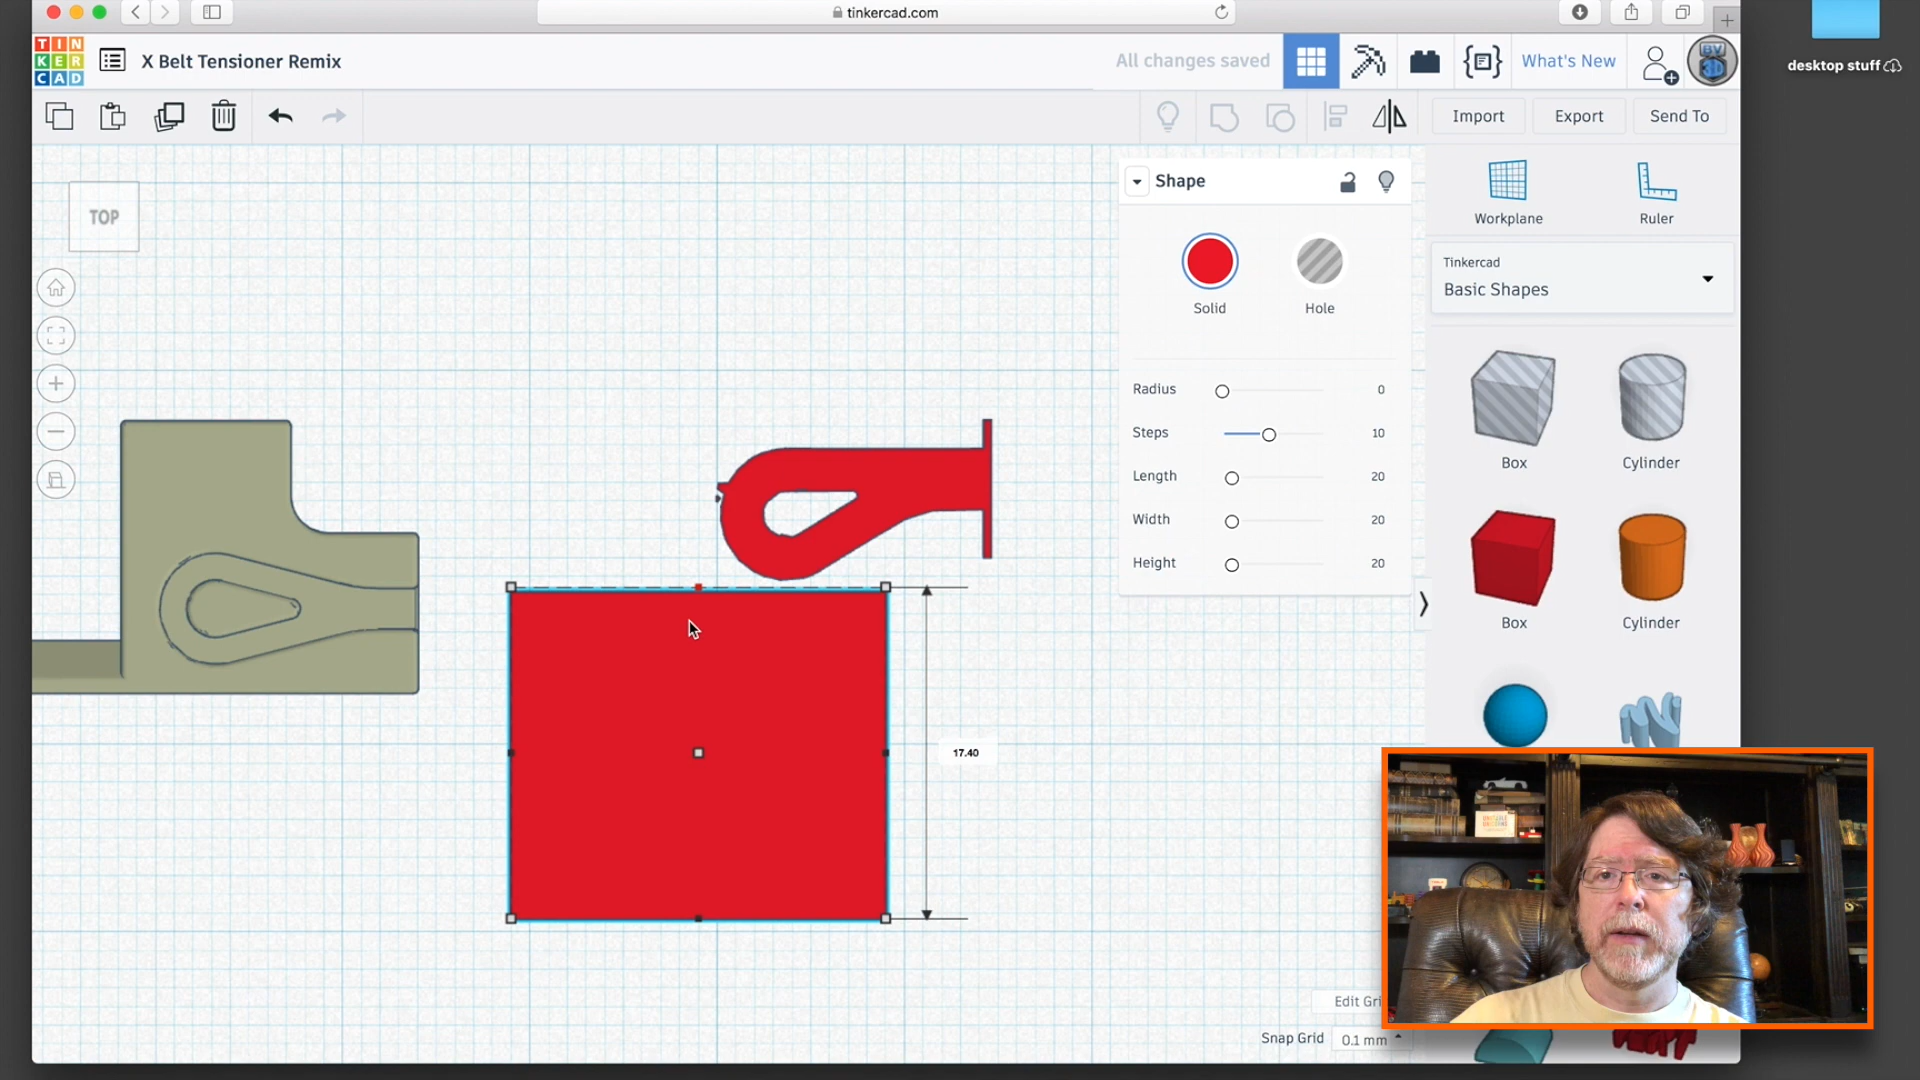 tinkercad.com
desktop stuff
TIN
KER
CAD
X Belt Tensioner Remix
All changes saved
What's New
BV
3D
Import
Export
Send To
TOP
Shape
Solid
Hole
Radius
0
Steps
10
Length
20
Width
20
Height
20
Workplane
Ruler
Tinkercad
Basic Shapes
Box
Cylinder
Box
Cylinder
17.40
Edit Gri
Snap Grid
0.1 mm